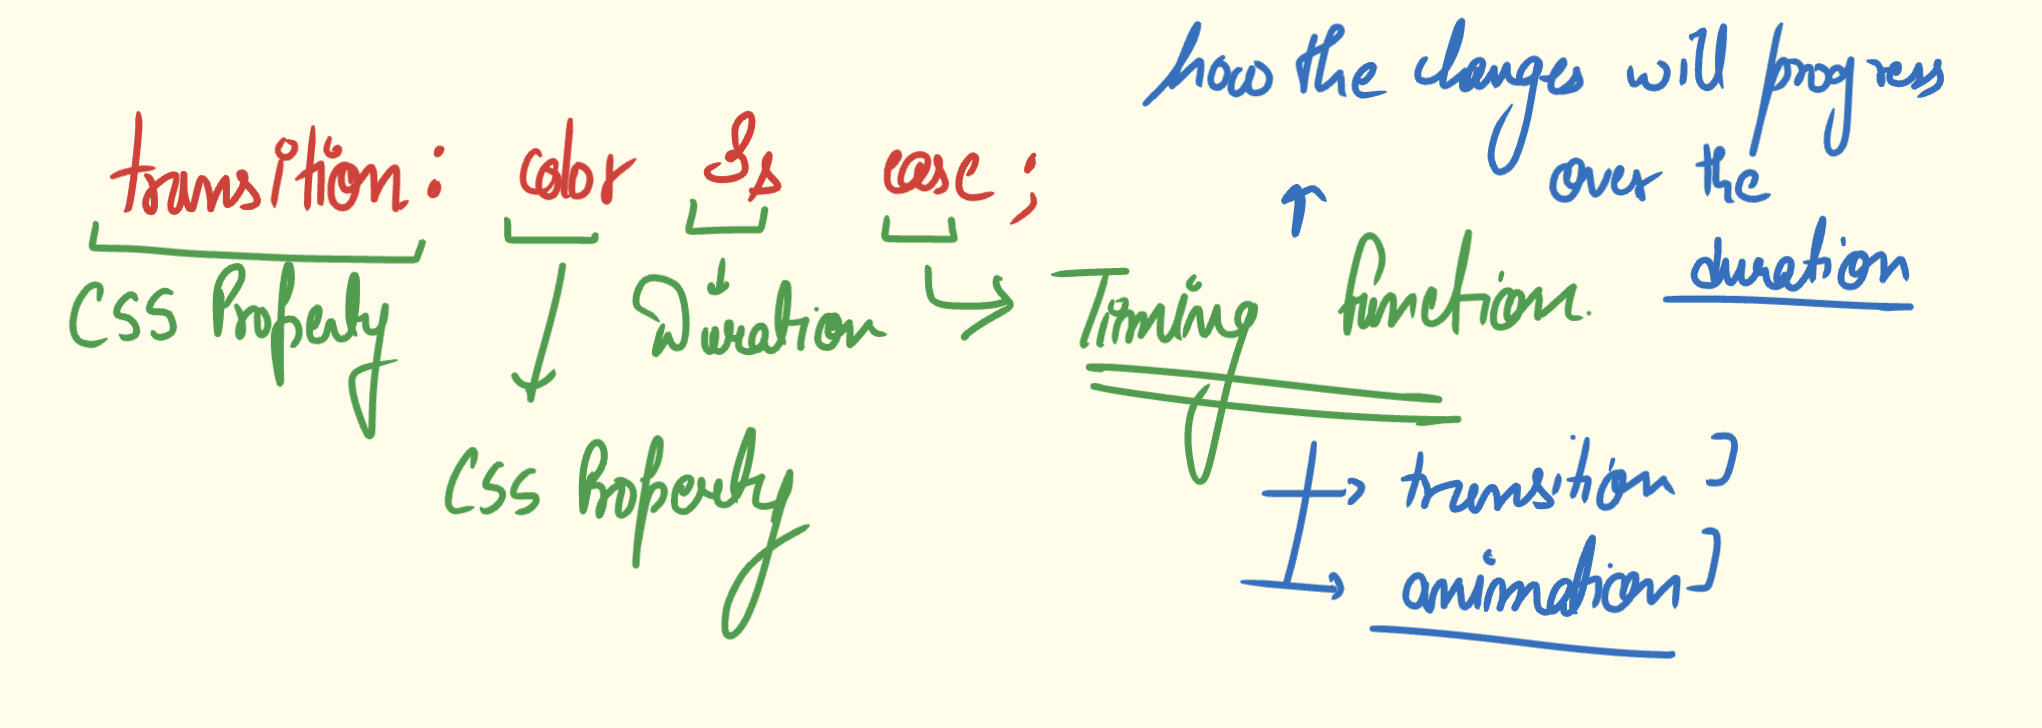 how the changes will progress
over the
duration
transition: color 3s ease;
CSS Property
Duration
Timing function.
CSS Property
transition
animation